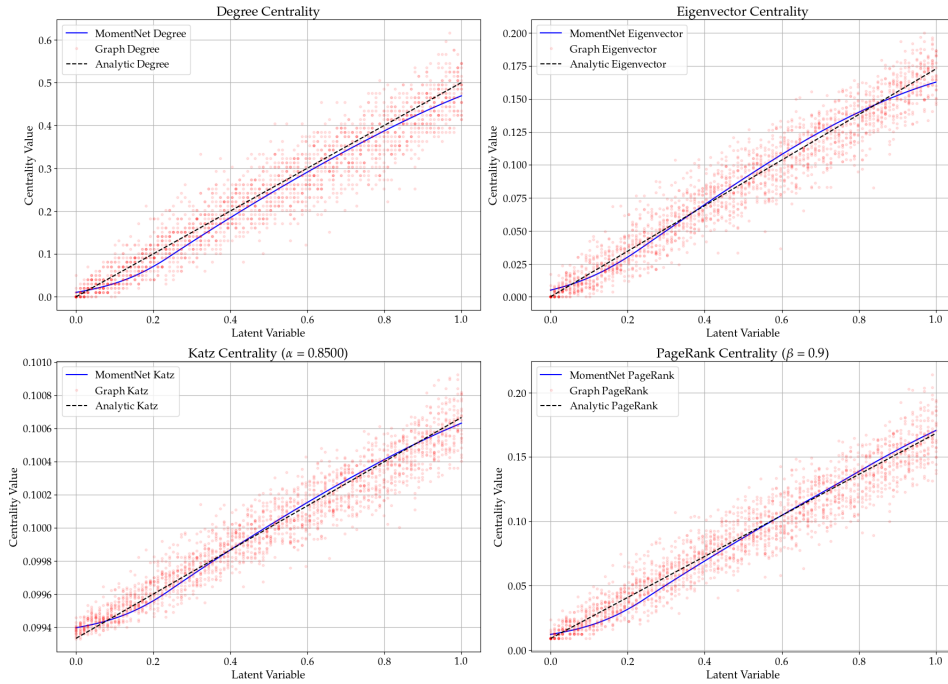 Degree Centrality
MomentNet Degree
Graph Degree
Analytic Degree
Centrality Value
0.6
0.5
0.4
0.3
0.2
0.1
0.0
0.0 0.2 0.4 0.6 0.8 1.0
Latent Variable
Eigenvector Centrality
MomentNet Eigenvector
Graph Eigenvector
Analytic Eigenvector
Centrality Value
0.200
0.175
0.150
0.125
0.100
0.075
0.050
0.025
0.000
0.0 0.2 0.4 0.6 0.8 1.0
Latent Variable
Katz Centrality (α = 0.8500)
MomentNet Katz
Graph Katz
Analytic Katz
Centrality Value
0.1010
0.1008
0.1006
0.1004
0.1002
0.1000
0.0998
0.0996
0.0994
0.0 0.2 0.4 0.6 0.8 1.0
Latent Variable
PageRank Centrality (β = 0.9)
MomentNet PageRank
Graph PageRank
Analytic PageRank
Centrality Value
0.20
0.15
0.10
0.05
0.00
0.0 0.2 0.4 0.6 0.8 1.0
Latent Variable